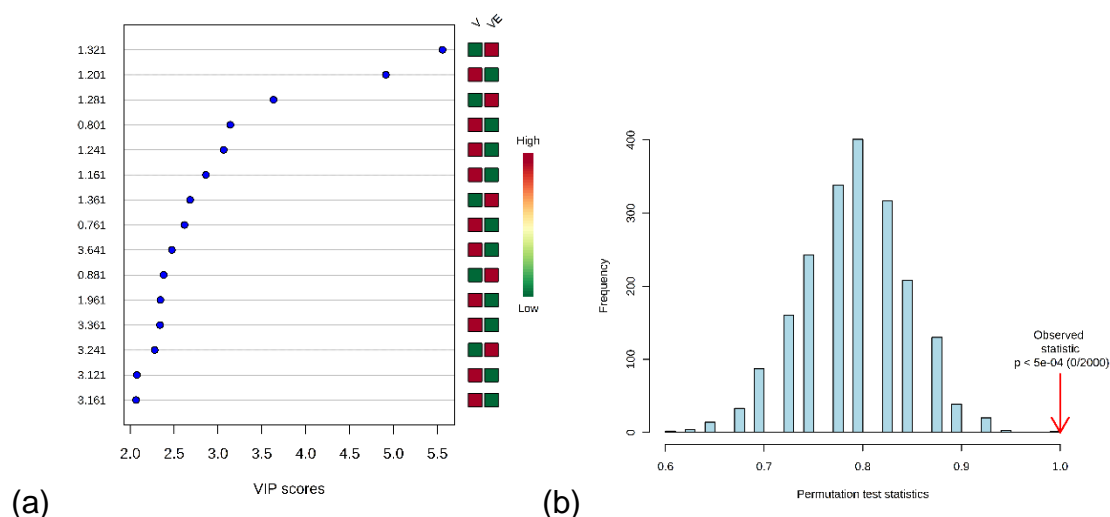 V VE
1.321
1.201
1.281
0.801
1.241
1.161
1.361
0.761
3.641
0.881
1.961
3.361
3.241
3.121
3.161
High
Low
2.0 2.5 3.0 3.5 4.0 4.5 5.0 5.5
VIP scores
(a)
400
300
200
100
0
Frequency
Observed
statistic
p < 5e-04 (0/2000)
0.6 0.7 0.8 0.9 1.0
Permutation test statistics
(b)